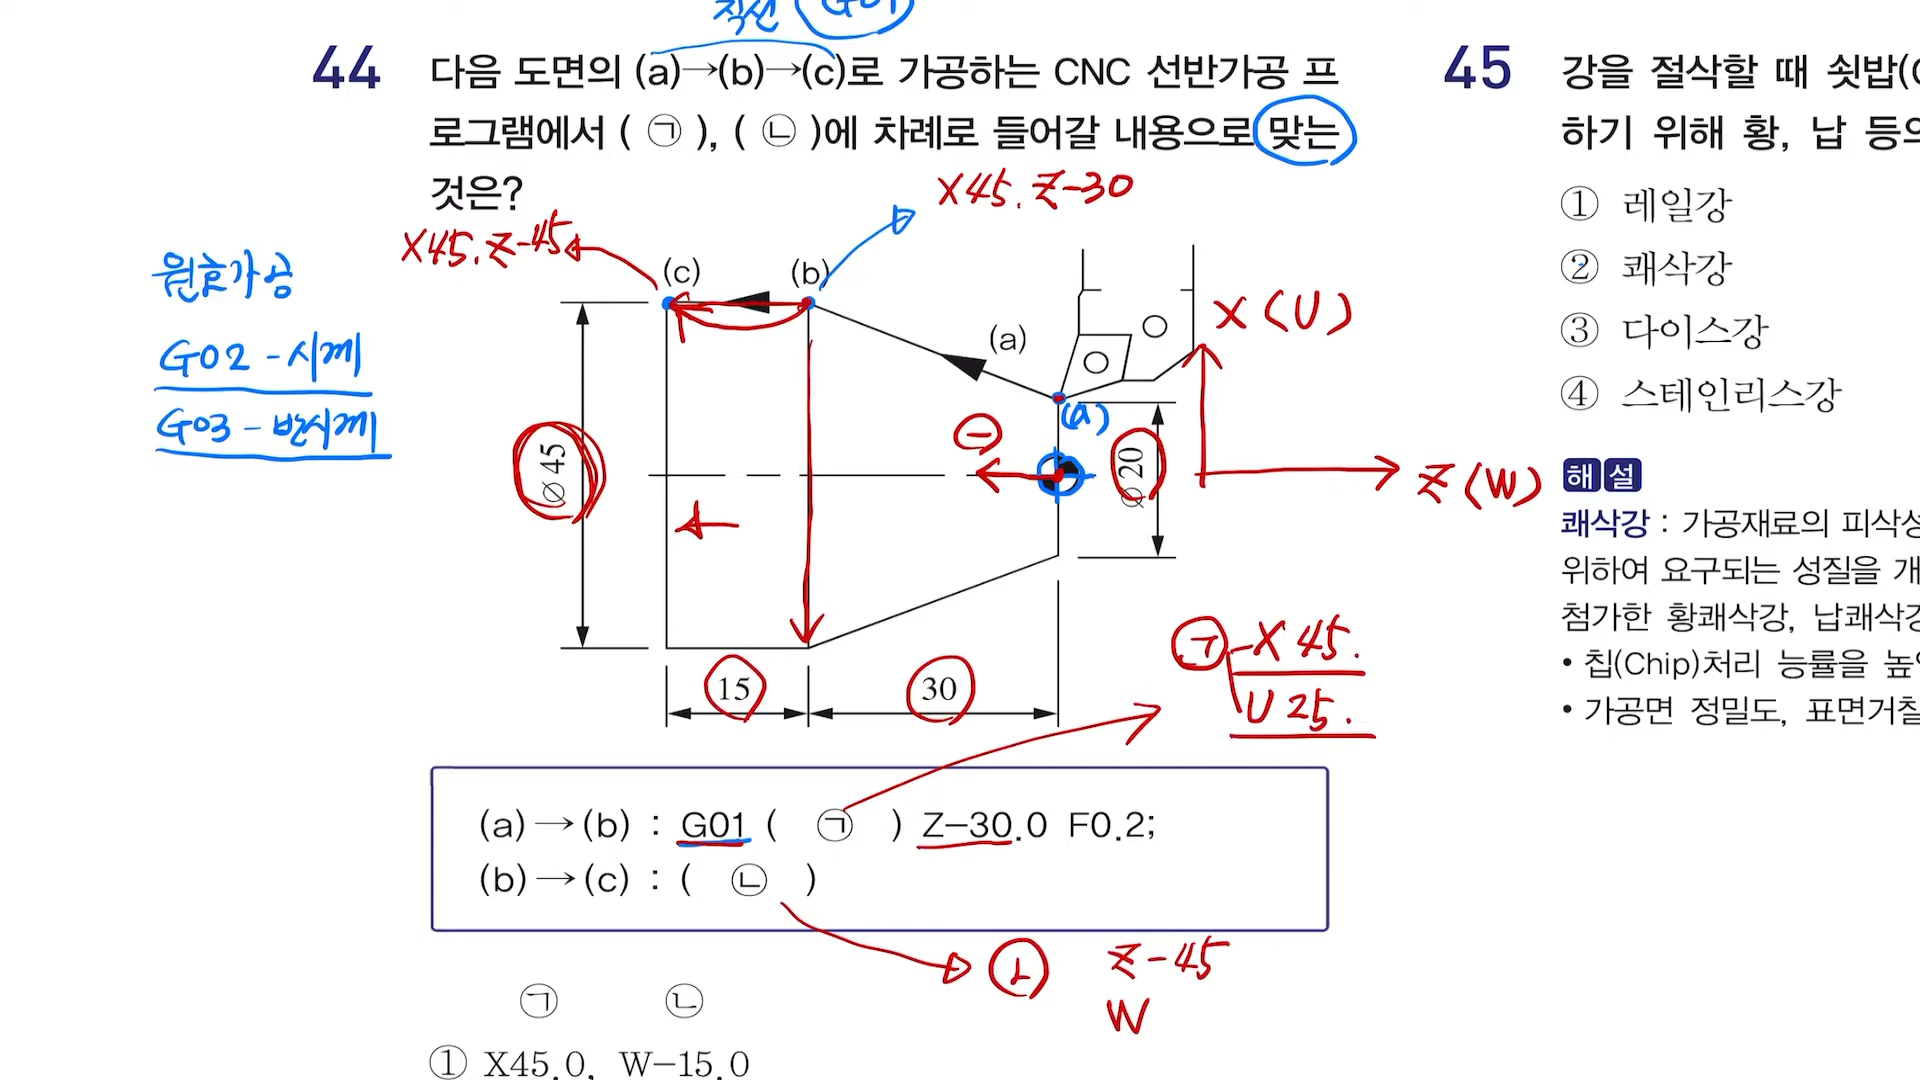 직선 G01
44 다음 도면의 (a)→(b)→(c)로 가공하는 CNC 선반가공 프
로그램에서 ( ㉠ ), ( ㉡ )에 차례로 들어갈 내용으로 맞는
것은?
X45. Z-30
X45. Z-45
원호가공
G02 - 시계
G03 - 반시계
(c)
(b)
(a)
(a)
X (U)
Z (W)
⊖
∅45
∅20
15
30
㉠ X 45.
U 25.
(a)→(b) : G01 ( ㉠ ) Z-30.0 F0.2;
(b)→(c) : ( ㉡ )
㉡ Z-45
W
㉠ ㉡
① X45.0, W-15.0
45 강을 절삭할 때 쇳밥(
하기 위해 황, 납 등의
① 레일강
② 쾌삭강
③ 다이스강
④ 스테인리스강
해설
쾌삭강 : 가공재료의 피삭성
위하여 요구되는 성질을 개
첨가한 황쾌삭강, 납쾌삭강
• 칩(Chip)처리 능률을 높
• 가공면 정밀도, 표면거칠